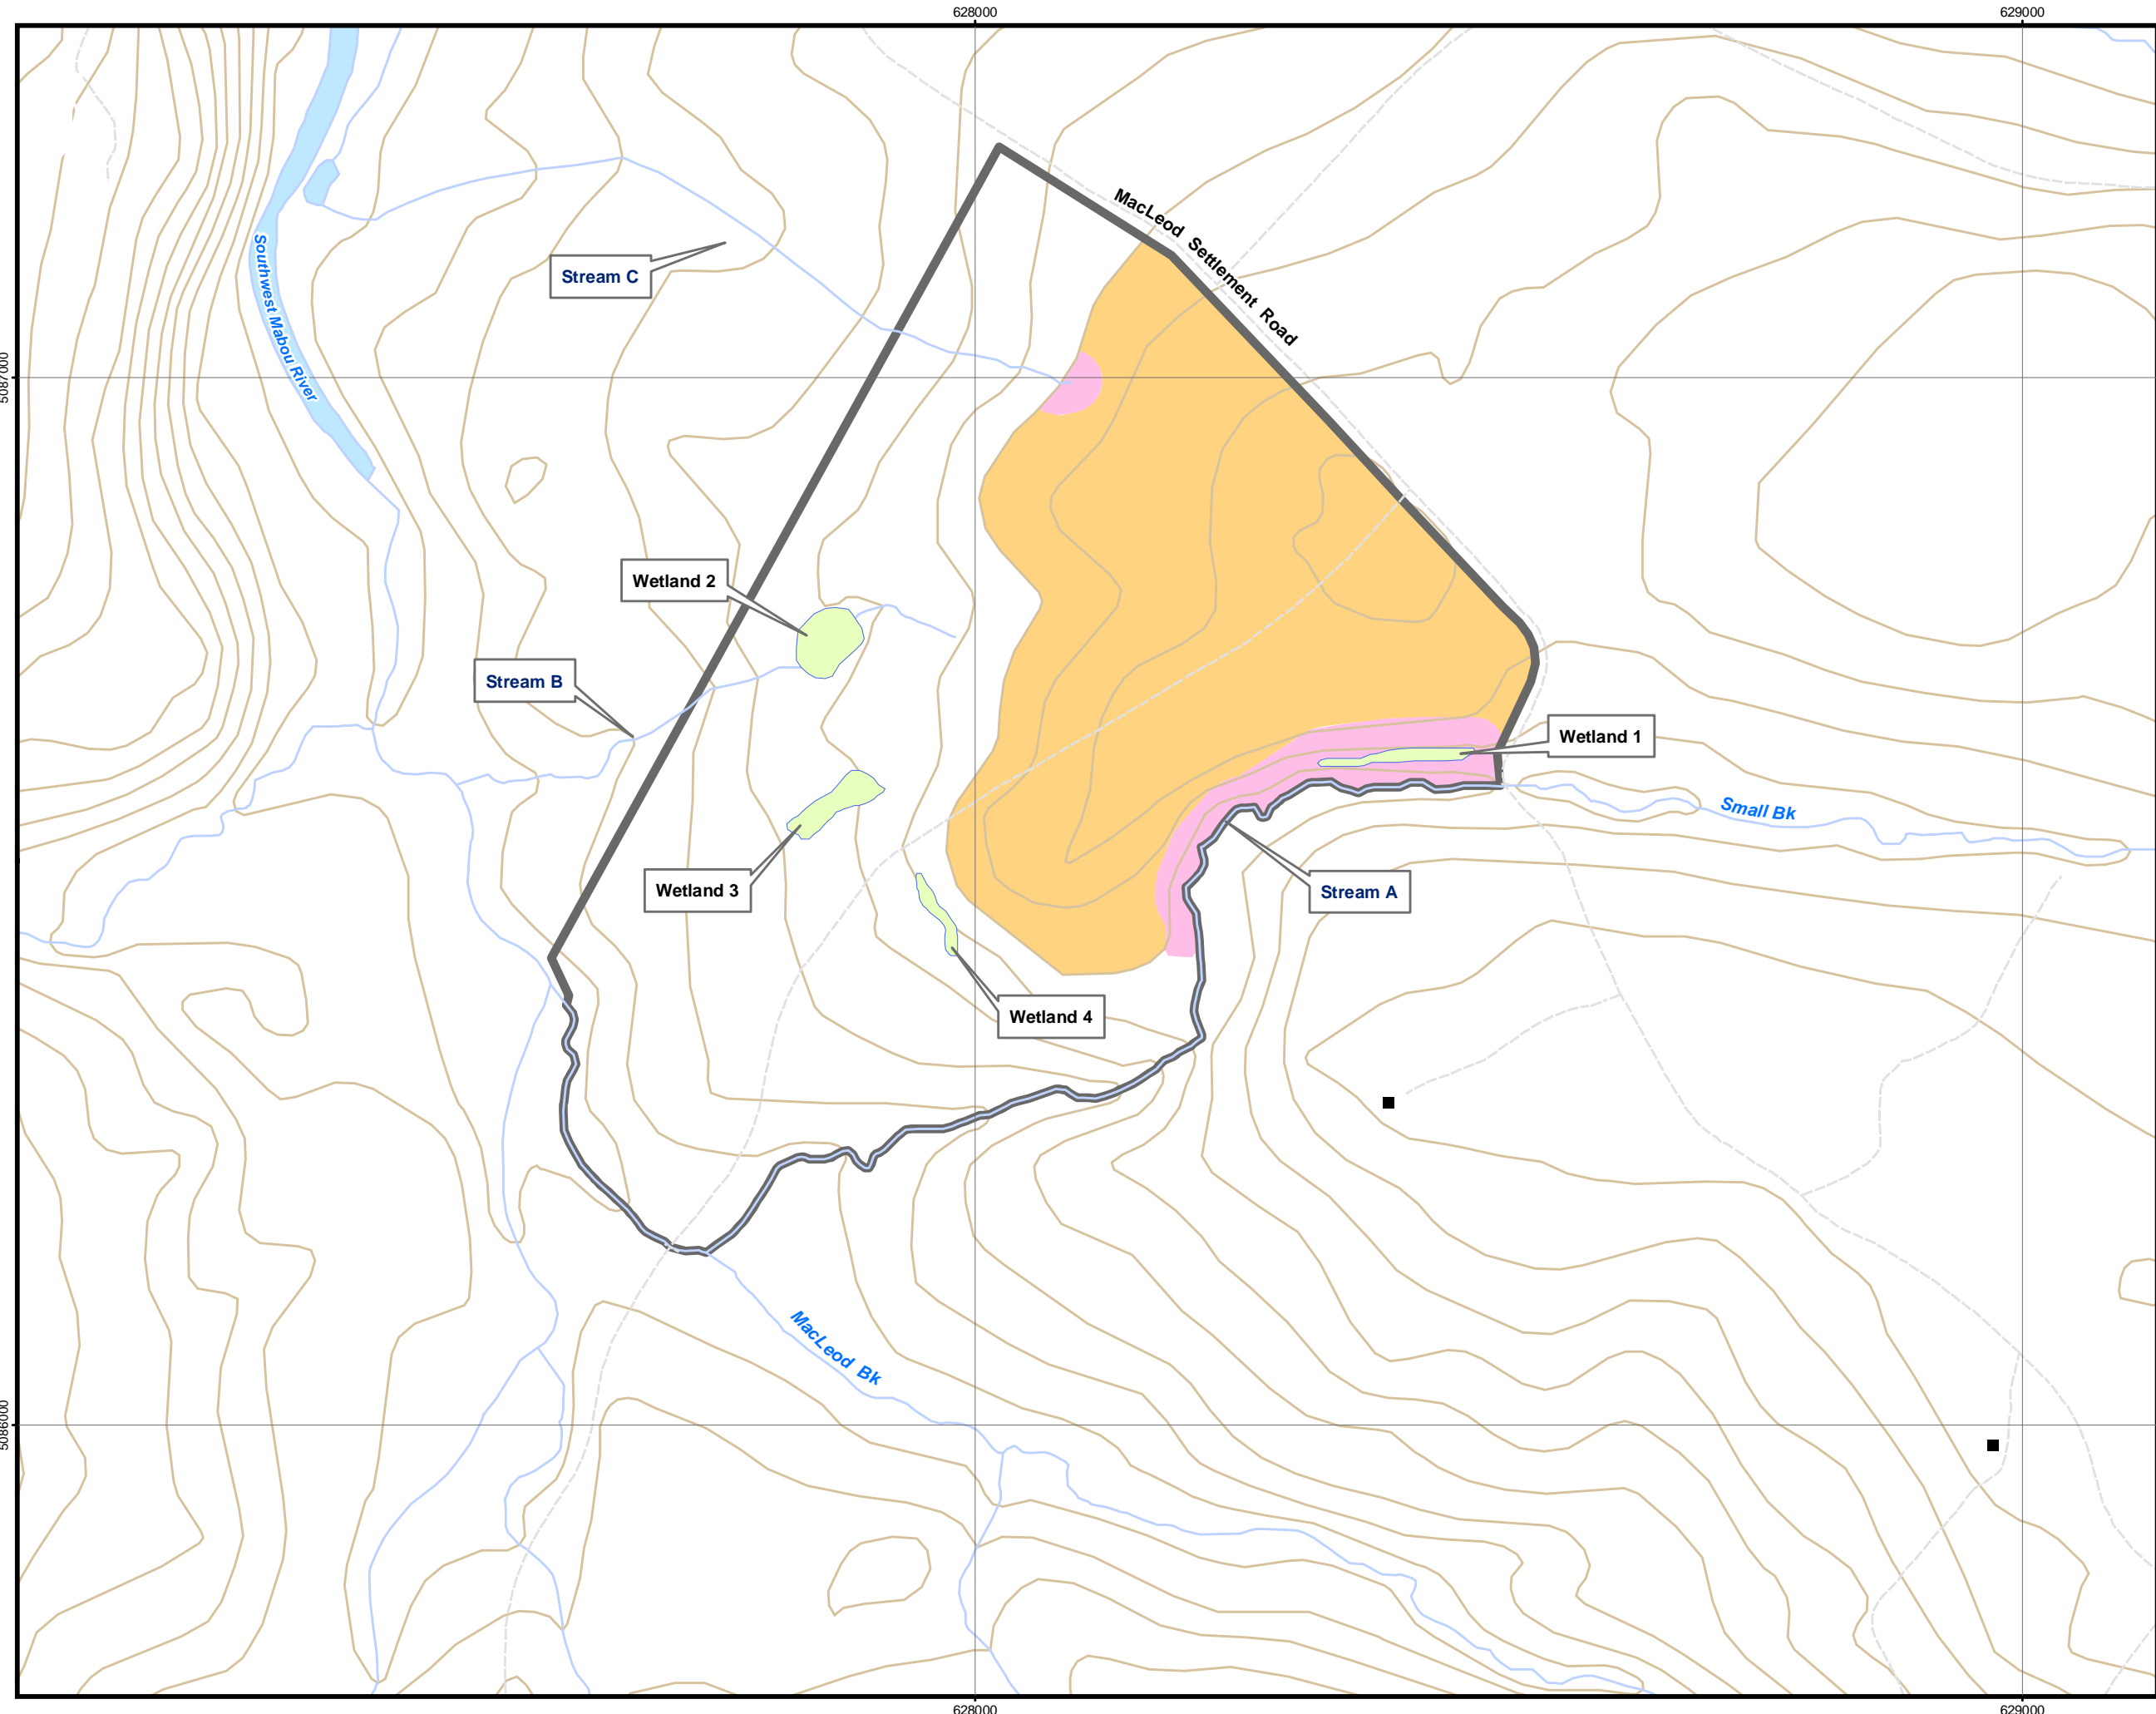 628000
629000
MacLeod Settlement Road
Stream C
Southwest Mabou River
5087000
Wetland 2
Stream B
Wetland 1
Small Bk
Wetland 3
Stream A
Wetland 4
MacLeod Bk
5086000
628000
629000